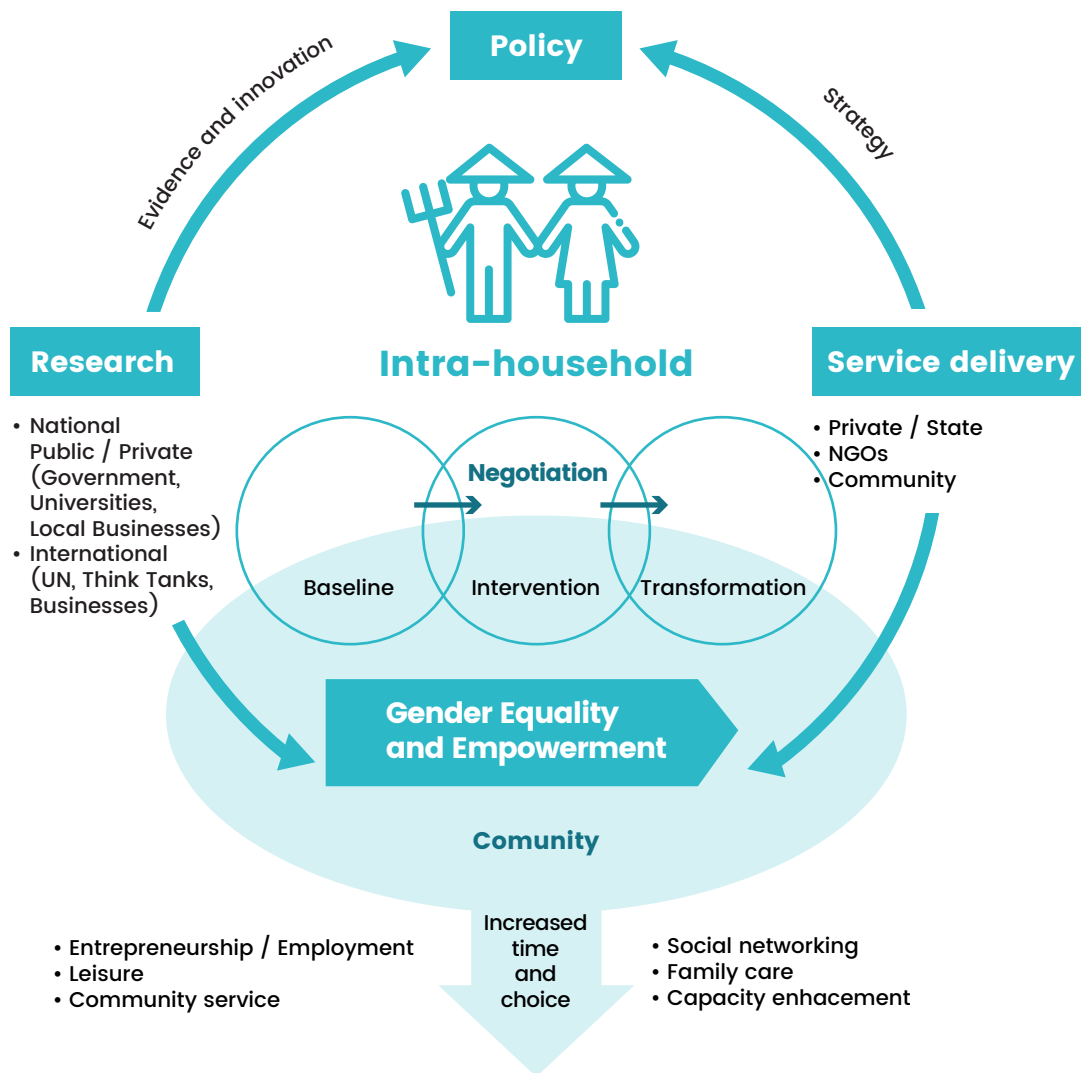 Policy
Evidence and innovation
Strategy
Research
Intra-household
Service delivery
• National
Public / Private
(Government,
Universities,
Local Businesses)
• International
(UN, Think Tanks,
Businesses)
• Private / State
• NGOs
• Community
Negotiation
Baseline
Intervention
Transformation
Gender Equality
and Empowerment
Comunity
Increased
time
and
choice
• Entrepreneurship / Employment
• Leisure
• Community service
• Social networking
• Family care
• Capacity enhacement